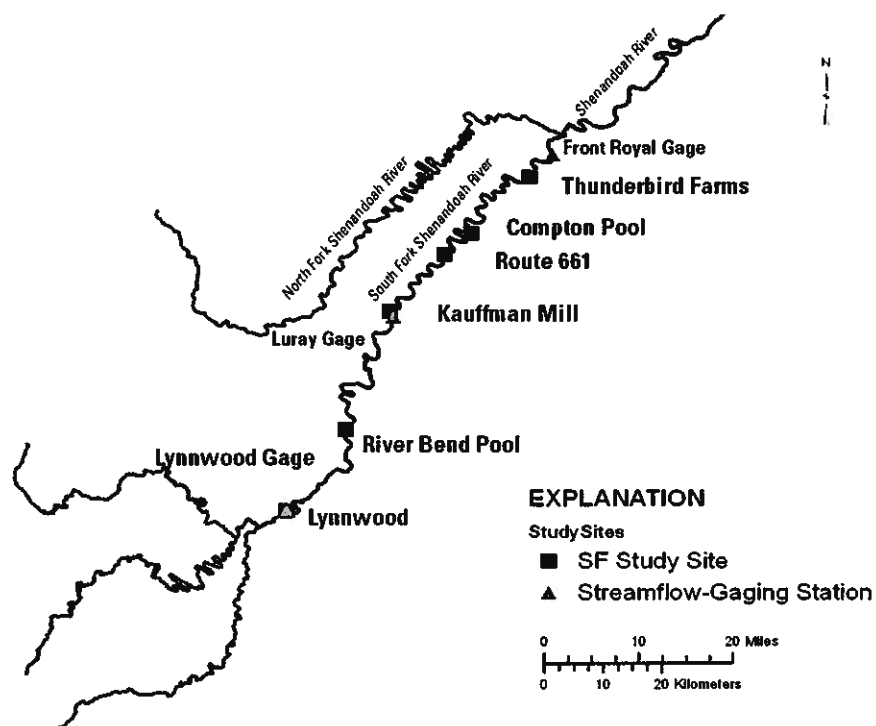 N
Shenandoah River
Front Royal Gage
Thunderbird Farms
North Fork Shenandoah River
South Fork Shenandoah River
Compton Pool
Route 661
Kauffman Mill
Luray Gage
River Bend Pool
Lynnwood Gage
Lynnwood
EXPLANATION
Study Sites
SF Study Site
Streamflow-Gaging Station
0 10 20 Miles
0 10 20 Kilometers